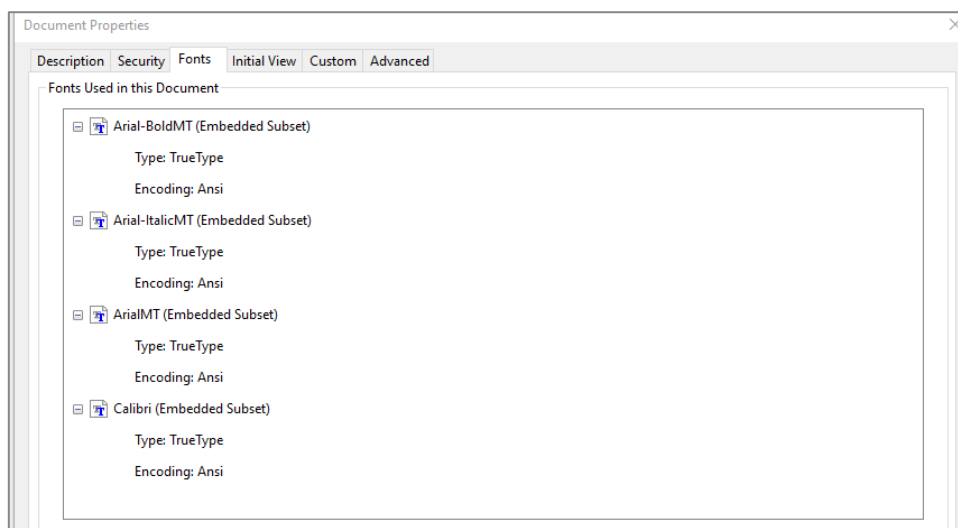 Document Properties
Description Security Fonts Initial View Custom Advanced
Fonts Used in this Document
Arial-BoldMT (Embedded Subset)
Type: TrueType
Encoding: Ansi
Arial-ItalicMT (Embedded Subset)
Type: TrueType
Encoding: Ansi
ArialMT (Embedded Subset)
Type: TrueType
Encoding: Ansi
Calibri (Embedded Subset)
Type: TrueType
Encoding: Ansi